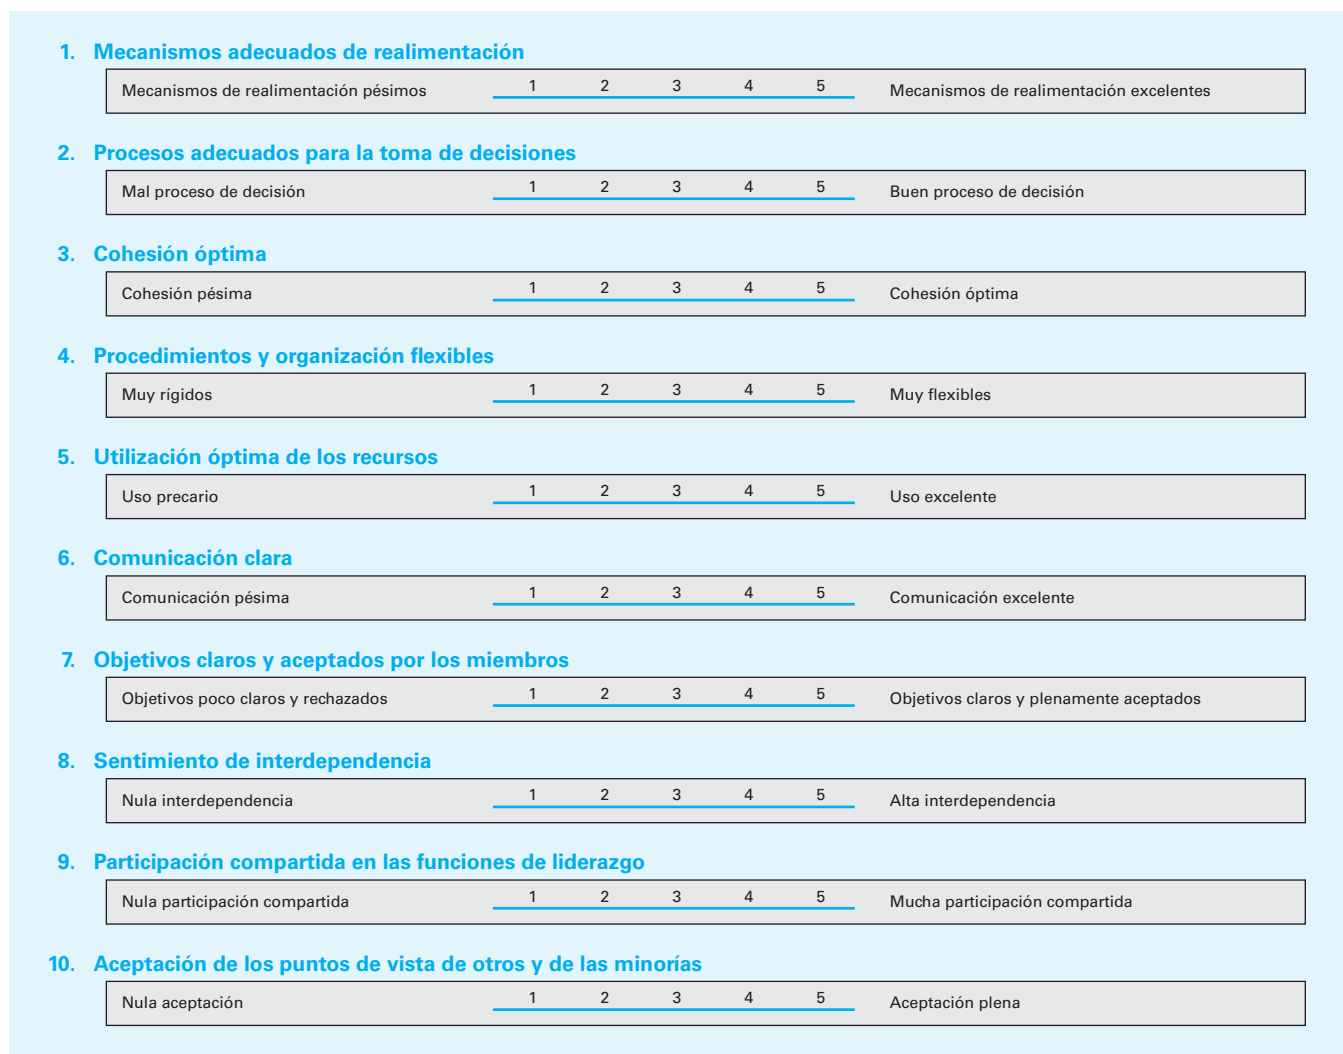 1. Mecanismos adecuados de realimentación
Mecanismos de realimentación pésimos 1 2 3 4 5 Mecanismos de realimentación excelentes
2. Procesos adecuados para la toma de decisiones
Mal proceso de decisión 1 2 3 4 5 Buen proceso de decisión
3. Cohesión óptima
Cohesión pésima 1 2 3 4 5 Cohesión óptima
4. Procedimientos y organización flexibles
Muy rígidos 1 2 3 4 5 Muy flexibles
5. Utilización óptima de los recursos
Uso precario 1 2 3 4 5 Uso excelente
6. Comunicación clara
Comunicación pésima 1 2 3 4 5 Comunicación excelente
7. Objetivos claros y aceptados por los miembros
Objetivos poco claros y rechazados 1 2 3 4 5 Objetivos claros y plenamente aceptados
8. Sentimiento de interdependencia
Nula interdependencia 1 2 3 4 5 Alta interdependencia
9. Participación compartida en las funciones de liderazgo
Nula participación compartida 1 2 3 4 5 Mucha participación compartida
10. Aceptación de los puntos de vista de otros y de las minorías
Nula aceptación 1 2 3 4 5 Aceptación plena